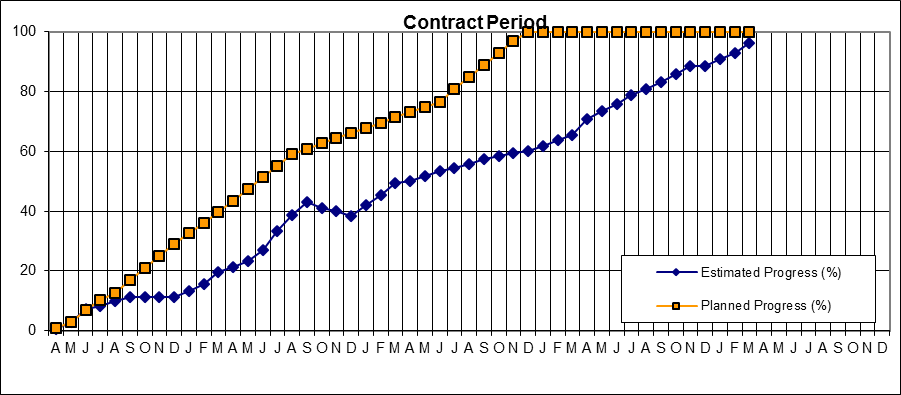 Contract Period
100
80
60
40
20
0
Estimated Progress (%)
Planned Progress (%)
A M J J A S O N D J F M A M J J A S O N D J F M A M J J A S O N D J F M A M J J A S O N D J F M A M J J A S O N D